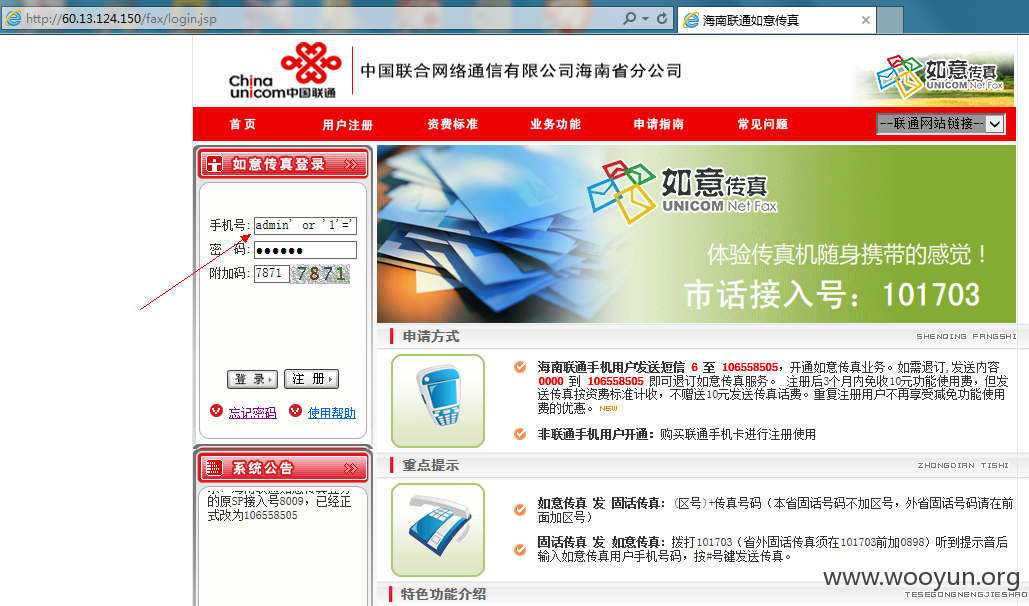 http://60.13.124.150/fax/login.jsp
海南联通如意传真
China unicom中国联通
中国联合网络通信有限公司海南省分公司
如意传真
UNICOM Net Fax
首 页
用户注册
资费标准
业务功能
申请指南
常见问题
--联通网站链接--
如意传真登录
手机号:
admin' or '1'='
密 码:
●●●●●●
附加码:
7871
7871
登 录
注 册
忘记密码
使用帮助
系统公告
的原SP接入号8009，已经正
式改为106558505
如意传真
UNICOM Net Fax
体验传真机随身携带的感觉！
市话接入号：101703
申请方式
SHENQING FANGSHI
海南联通手机用户发送短信 6 至 106558505，开通如意传真业务。如需退订,发送内容
0000 到 106558505 即可退订如意传真服务。 注册后3个月内免收10元功能使用费，但发
送传真按资费标准计收，不赠送10元发送传真话费。重复注册用户不再享受减免功能使用
费的优惠。 NEW
非联通手机用户开通：购买联通手机卡进行注册使用
重点提示
ZHONGDIAN TISHI
如意传真 发 固话传真：(区号)+传真号码（本省固话号码不加区号，外省固话号码请在前
面加区号）
固话传真 发 如意传真：拨打101703（省外固话传真须在101703前加0898）听到提示音后
输入如意传真用户手机号码，按#号键发送传真。
特色功能介绍
TESEGONGNENGJIESHAO
www.wooyun.org